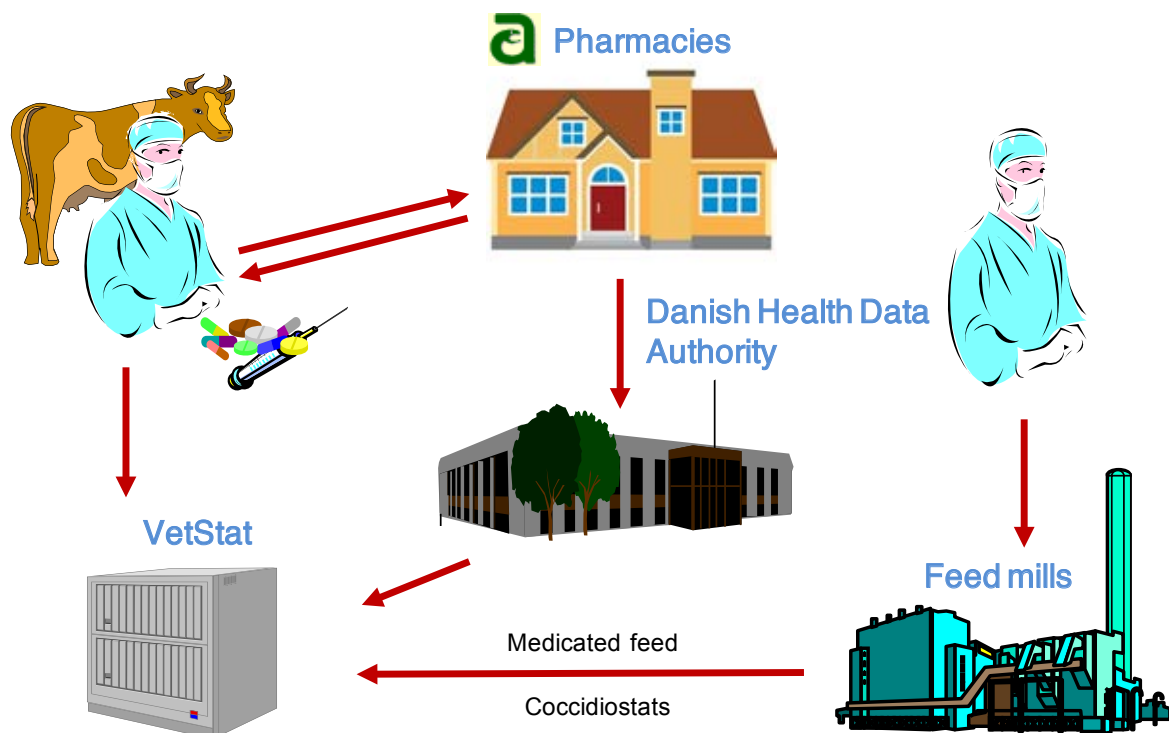 a Pharmacies
Danish Health Data
Authority
VetStat
Feed mills
Medicated feed
Coccidiostats